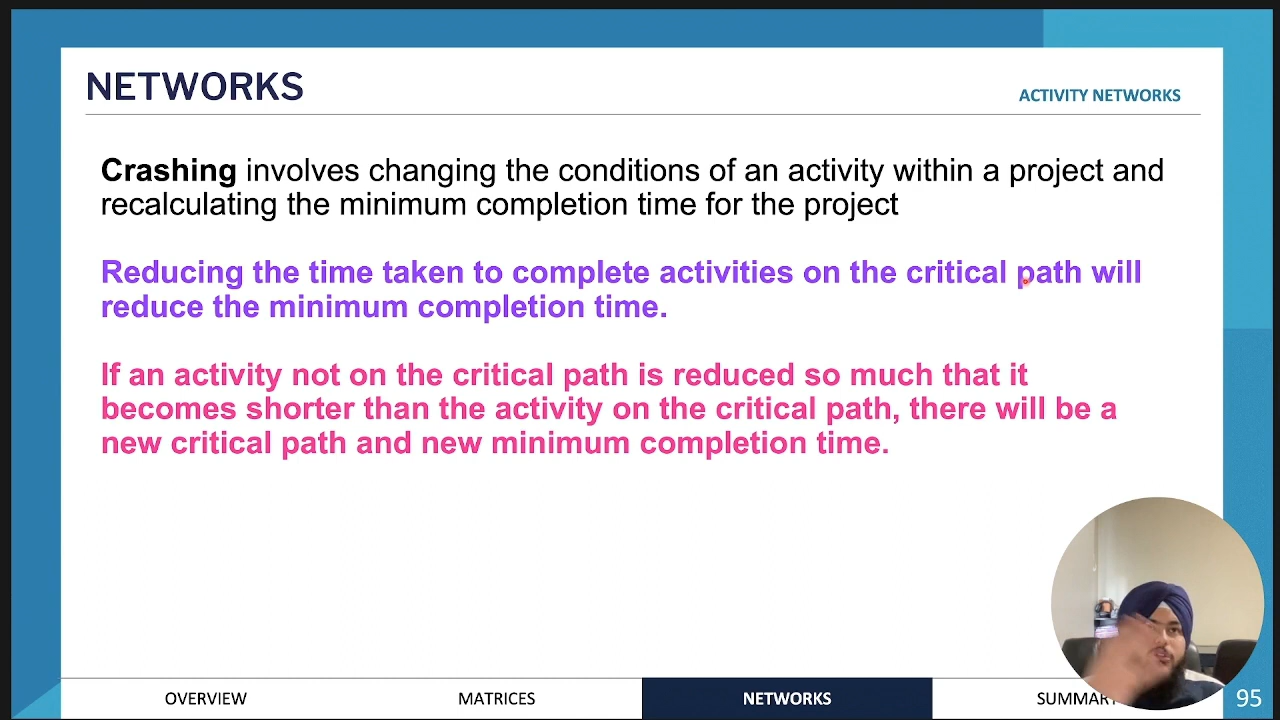 NETWORKS
ACTIVITY NETWORKS
Crashing involves changing the conditions of an activity within a project and
recalculating the minimum completion time for the project
Reducing the time taken to complete activities on the critical path will
reduce the minimum completion time.
If an activity not on the critical path is reduced so much that it
becomes shorter than the activity on the critical path, there will be a
new critical path and new minimum completion time.
OVERVIEW
MATRICES
NETWORKS
SUMMAR
95